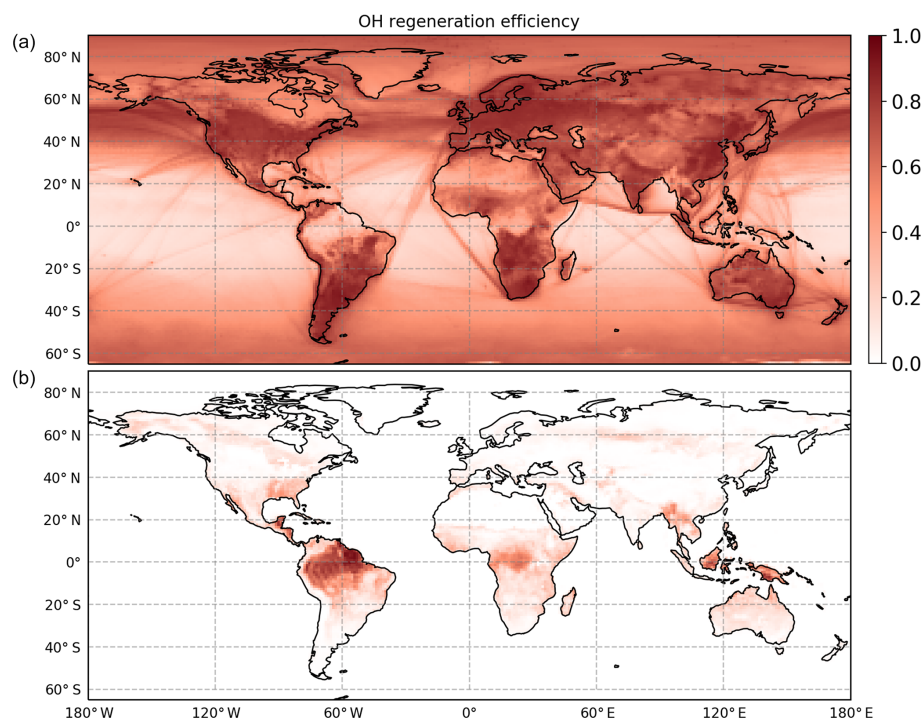 OH regeneration efficiency
(a)
80° N
60° N
40° N
20° N
0°
20° S
40° S
60° S
1.0
0.8
0.6
0.4
0.2
0.0
(b)
80° N
60° N
40° N
20° N
0°
20° S
40° S
60° S
180° W 120° W 60° W 0° 60° E 120° E 180° E